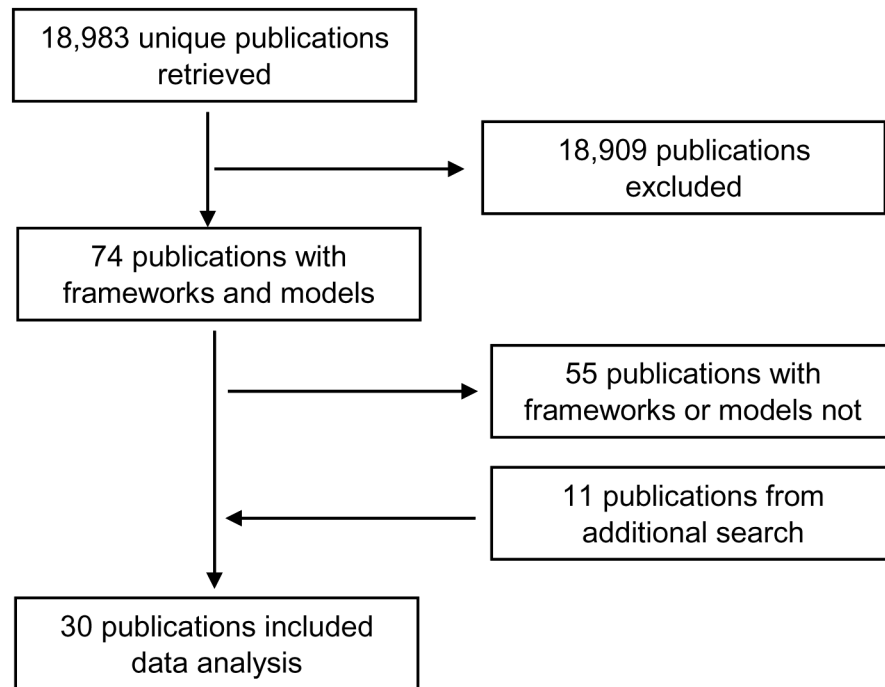 18,983 unique publications
retrieved
18,909 publications
excluded
74 publications with
frameworks and models
55 publications with
frameworks or models not
11 publications from
additional search
30 publications included
data analysis